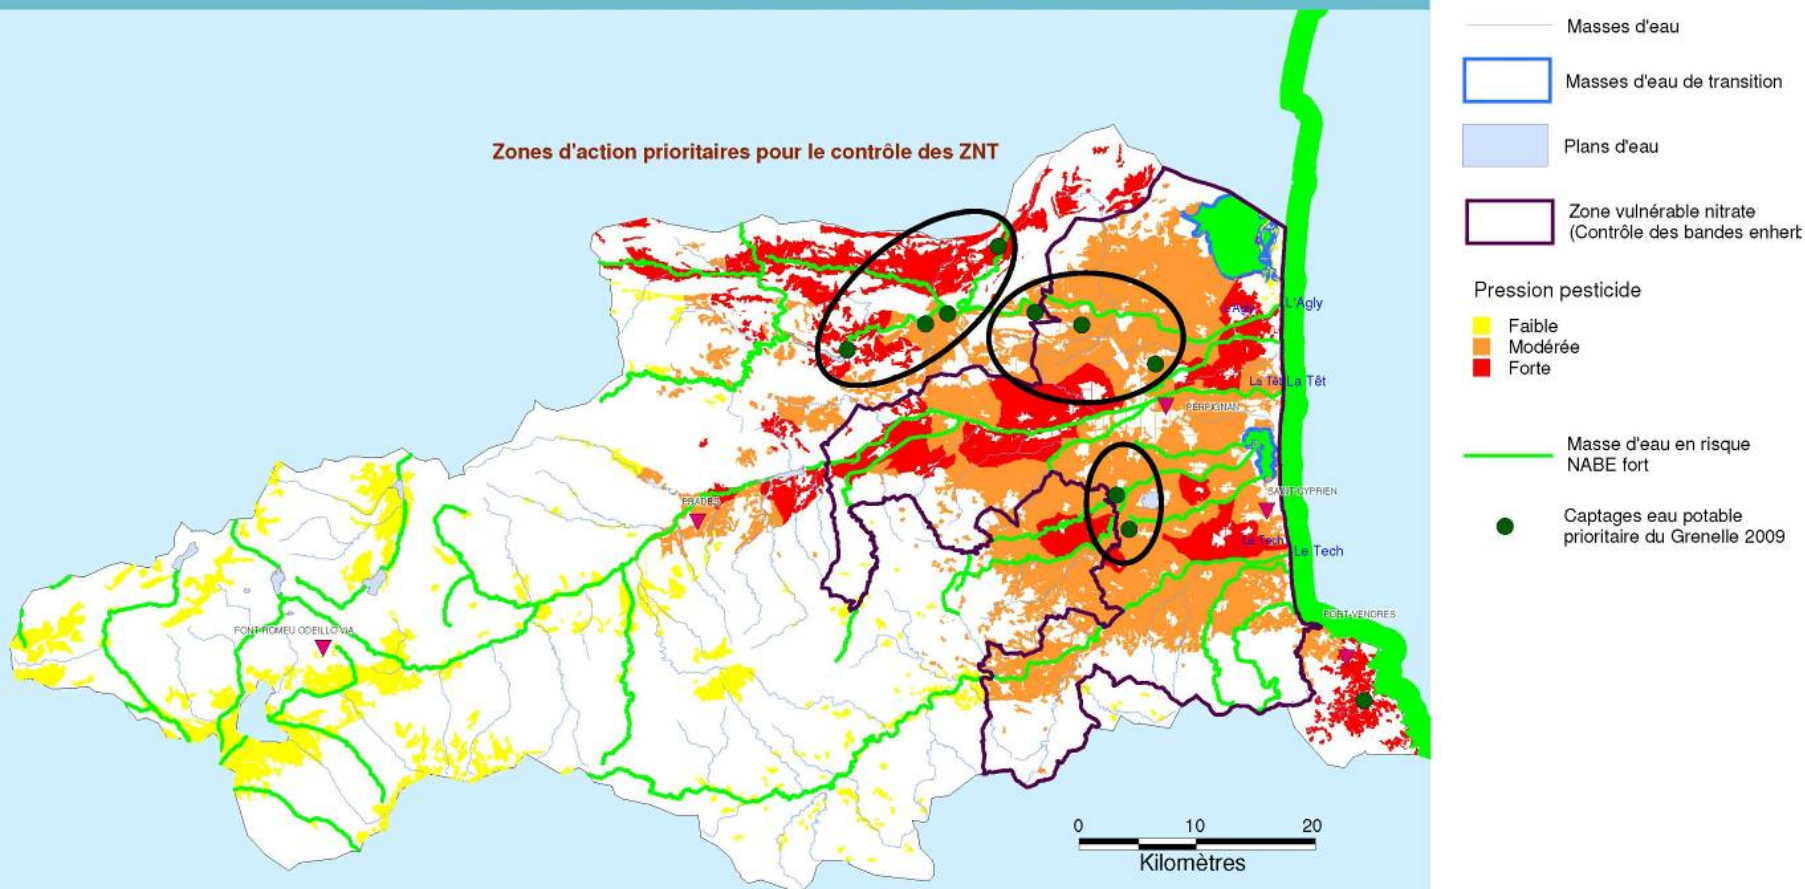 Zones d'action prioritaires pour le contrôle des ZNT
L'Agly
L'Agly
La Têt
La Têt
PERPIGNAN
PRADES
SAINT-CYPRIEN
Le Tech
Le Tech
FONT-ROMEU ODEILLO VIA
PORT-VENDRES
0 10 20
Kilomètres
Masses d'eau
Masses d'eau de transition
Plans d'eau
Zone vulnérable nitrate
(Contrôle des bandes enherb
Pression pesticide
Faible
Modérée
Forte
Masse d'eau en risque
NABE fort
Captages eau potable
prioritaire du Grenelle 2009